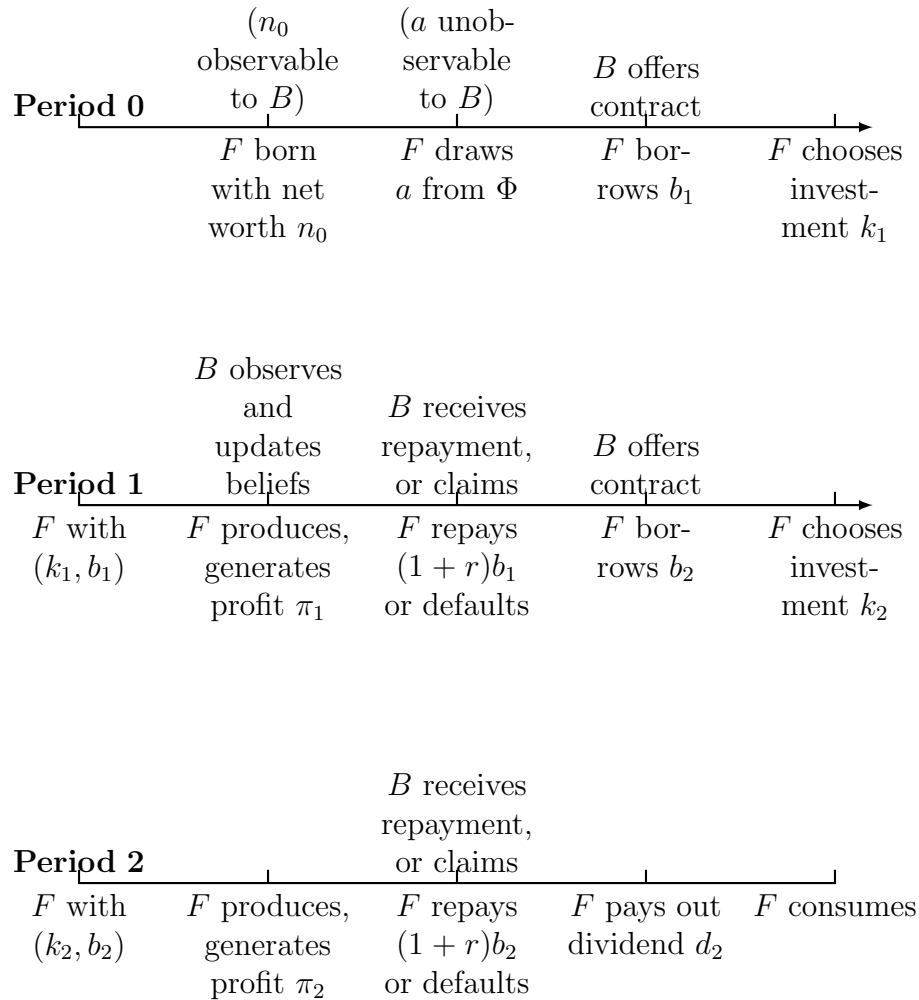 (n₀
observable
to B)
(a unob-
servable
to B)
B offers
contract
Period 0
F born
with net
worth n₀
F draws
a from Φ
F bor-
rows b₁
F chooses
invest-
ment k₁
B observes
and
updates
beliefs
B receives
repayment,
or claims
B offers
contract
Period 1
F with
(k₁, b₁)
F produces,
generates
profit π₁
F repays
(1 + r)b₁
or defaults
F bor-
rows b₂
F chooses
invest-
ment k₂
B receives
repayment,
or claims
Period 2
F with
(k₂, b₂)
F produces,
generates
profit π₂
F repays
(1 + r)b₂
or defaults
F pays out
dividend d₂
F consumes